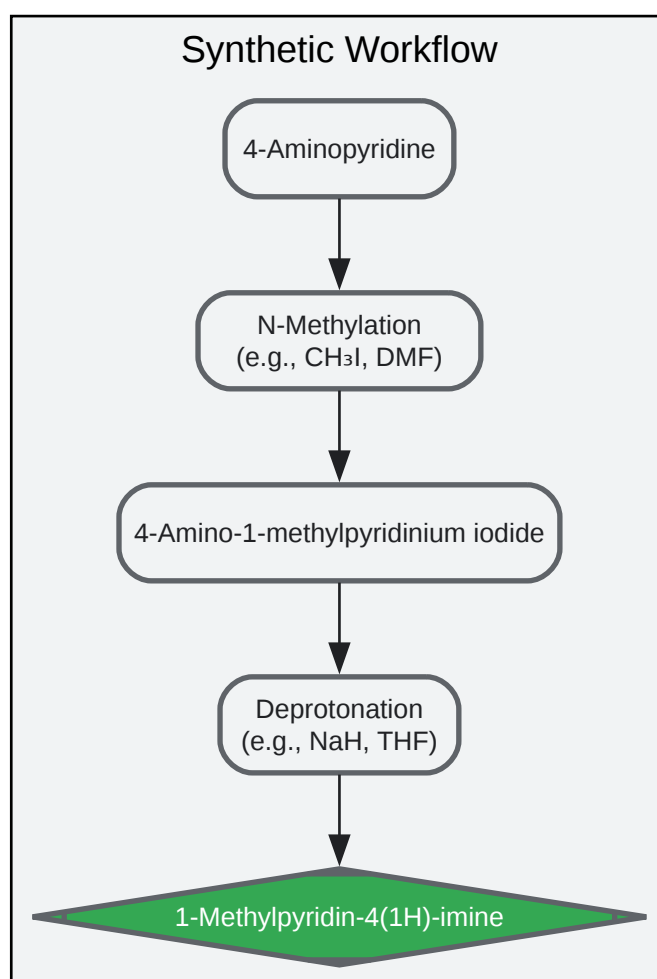 Synthetic Workflow
4-Aminopyridine
N-Methylation
(e.g., CH₃I, DMF)
4-Amino-1-methylpyridinium iodide
Deprotonation
(e.g., NaH, THF)
1-Methylpyridin-4(1H)-imine